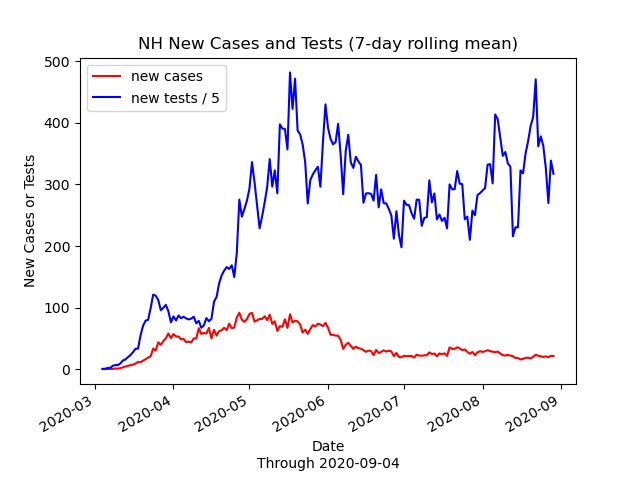 NH New Cases and Tests (7-day rolling mean)
new cases
new tests / 5
New Cases or Tests
500
400
300
200
100
0
2020-03
2020-04
2020-05
2020-06
2020-07
2020-08
2020-09
Date
Through 2020-09-04